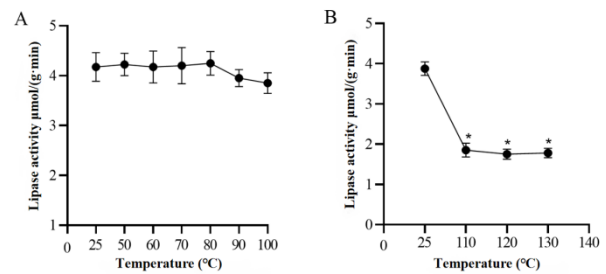 A
5
4
3
2
1
Lipase activity μmol/(g·min)
0 25 50 60 70 80 90 100
Temperature (°C)
B
5
4
3
2
1
0
Lipase activity μmol/(g·min)
* * *
0 25 110 120 130 140
Temperature (°C)